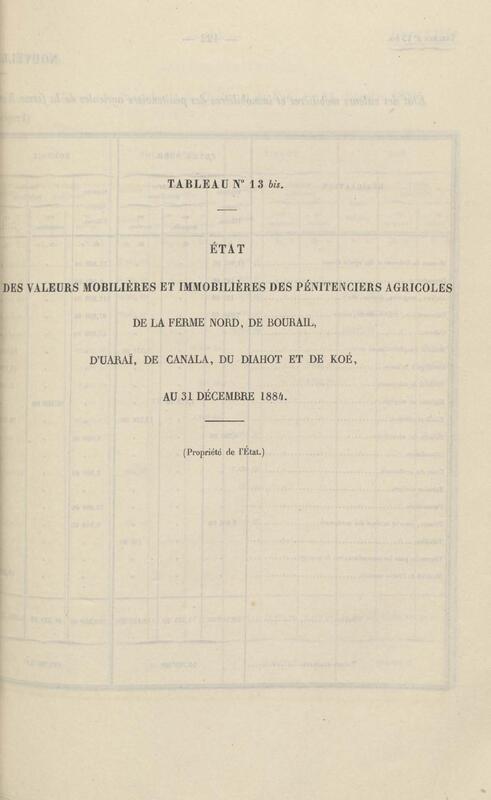 TABLEAU N° 13 bis.
ÉTAT
DES VALEURS MOBILIÈRES ET IMMOBILIÈRES DES PÉNITENCIERS AGRICOLES
DE LA FERME NORD, DE BOURAIL,
D'UARAÏ, DE CANALA, DU DIAHOT ET DE KOÉ,
AU 31 DÉCEMBRE 1884.
(Propriété de l'État.)